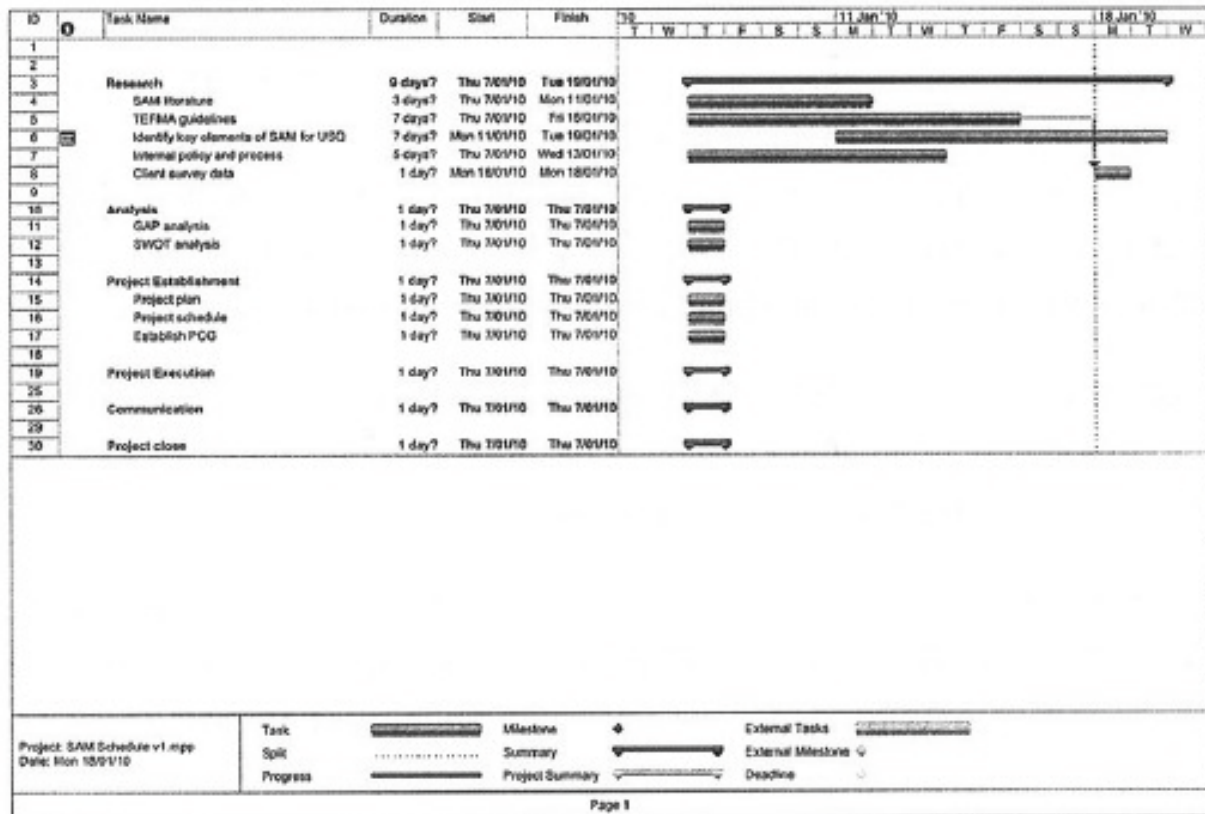 ID Task Name Duration Start Finish '10 11 Jan '10 18 Jan '10
T W T F S S M T W T F S S M T W
1
2
3 Research 9 days? Thu 7/01/10 Tue 19/01/10
4 SAM literature 3 days? Thu 7/01/10 Mon 11/01/10
5 TEFMA guidelines 7 days? Thu 7/01/10 Fri 15/01/10
6 Identify key elements of SAM for USQ 7 days? Mon 11/01/10 Tue 19/01/10
7 Internal policy and process 5 days? Thu 7/01/10 Wed 13/01/10
8 Client survey data 1 day? Mon 18/01/10 Mon 18/01/10
9
10 Analysis 1 day? Thu 7/01/10 Thu 7/01/10
11 GAP analysis 1 day? Thu 7/01/10 Thu 7/01/10
12 SWOT analysis 1 day? Thu 7/01/10 Thu 7/01/10
13
14 Project Establishment 1 day? Thu 7/01/10 Thu 7/01/10
15 Project plan 1 day? Thu 7/01/10 Thu 7/01/10
16 Project schedule 1 day? Thu 7/01/10 Thu 7/01/10
17 Establish PCG 1 day? Thu 7/01/10 Thu 7/01/10
18
19 Project Execution 1 day? Thu 7/01/10 Thu 7/01/10
25
26 Communication 1 day? Thu 7/01/10 Thu 7/01/10
29
30 Project close 1 day? Thu 7/01/10 Thu 7/01/10
Project: SAM Schedule v1.mpp
Date: Mon 18/01/10
Task Milestone External Tasks
Split Summary External Milestone
Progress Project Summary Deadline
Page 1